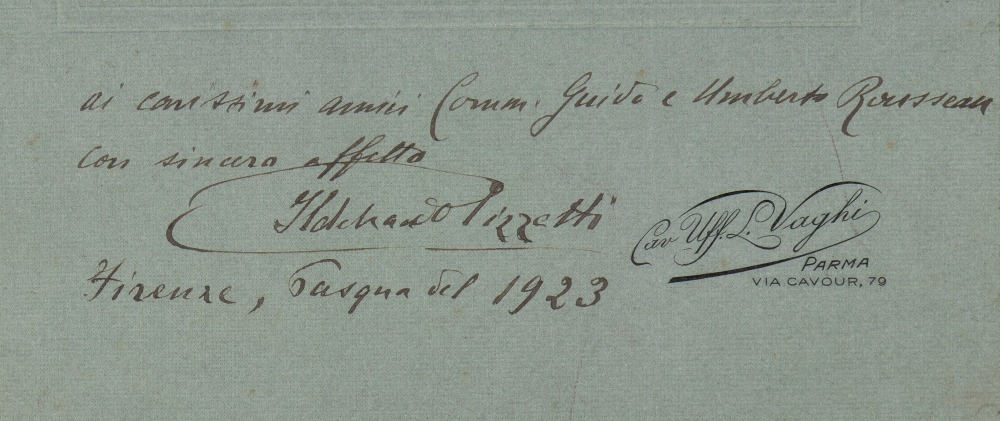 ai carissimi amici Comm. Guido e Umberto Rousseau
con sincero affetto
Ildebrando Pizzetti
Firenze, Pasqua del 1923
Cav. Uff. L. Vaghi
PARMA
VIA CAVOUR, 79